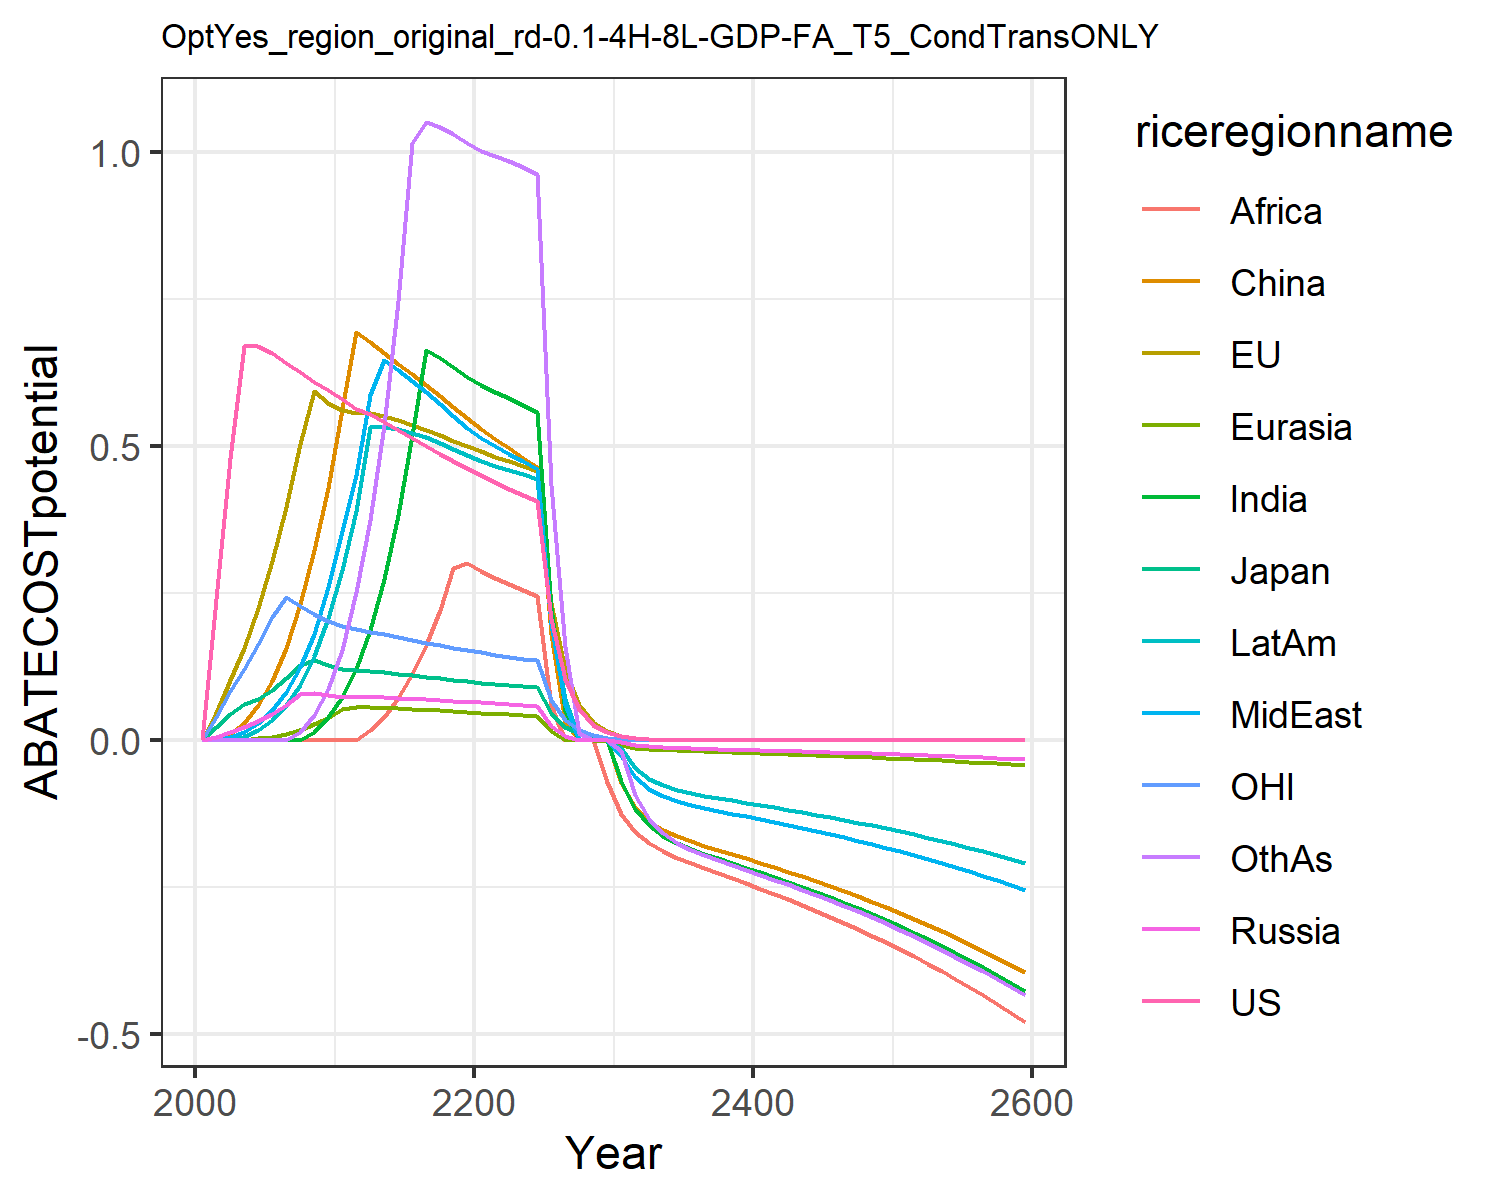 OptYes_region_original_rd-0.1-4H-8L-GDP-FA_T5_CondTransONLY
ABATECOSTpotential
1.0
0.5
0.0
-0.5
2000
2200
2400
2600
Year
riceregionname
Africa
China
EU
Eurasia
India
Japan
LatAm
MidEast
OHI
OthAs
Russia
US